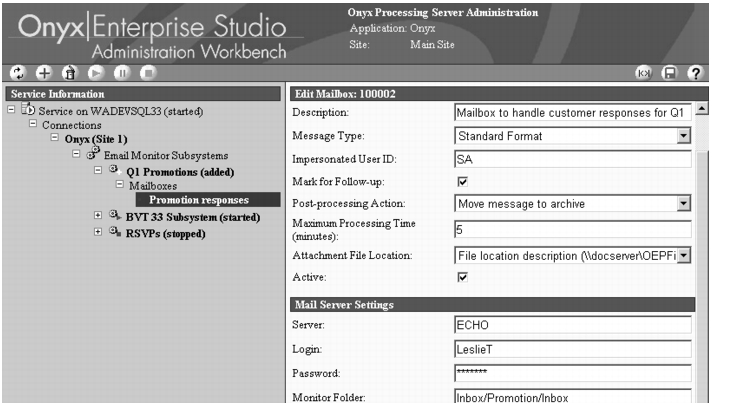 Onyx Enterprise Studio
Administration Workbench
Onyx Processing Server Administration
Application: Onyx
Site: Main Site
Service Information
Service on WADEVSQL33 (started)
Connections
Onyx (Site 1)
Email Monitor Subsystems
Q1 Promotions (added)
Mailboxes
Promotion responses
BVT 33 Subsystem (started)
RSVPs (stopped)
Edit Mailbox: 100002
Description: Mailbox to handle customer responses for Q1
Message Type: Standard Format
Impersonated User ID: SA
Mark for Follow-up:
Post-processing Action: Move message to archive
Maximum Processing Time
(minutes): 5
Attachment File Location: File location description (\\docserver\OEPFi
Active:
Mail Server Settings
Server: ECHO
Login: LeslieT
Password: *******
Monitor Folder: Inbox/Promotion/Inbox